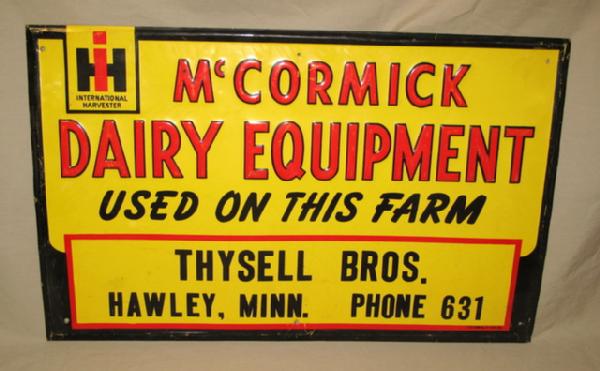 IH
INTERNATIONAL
HARVESTER
McCORMICK
DAIRY EQUIPMENT
USED ON THIS FARM
THYSELL BROS.
HAWLEY, MINN. PHONE 631